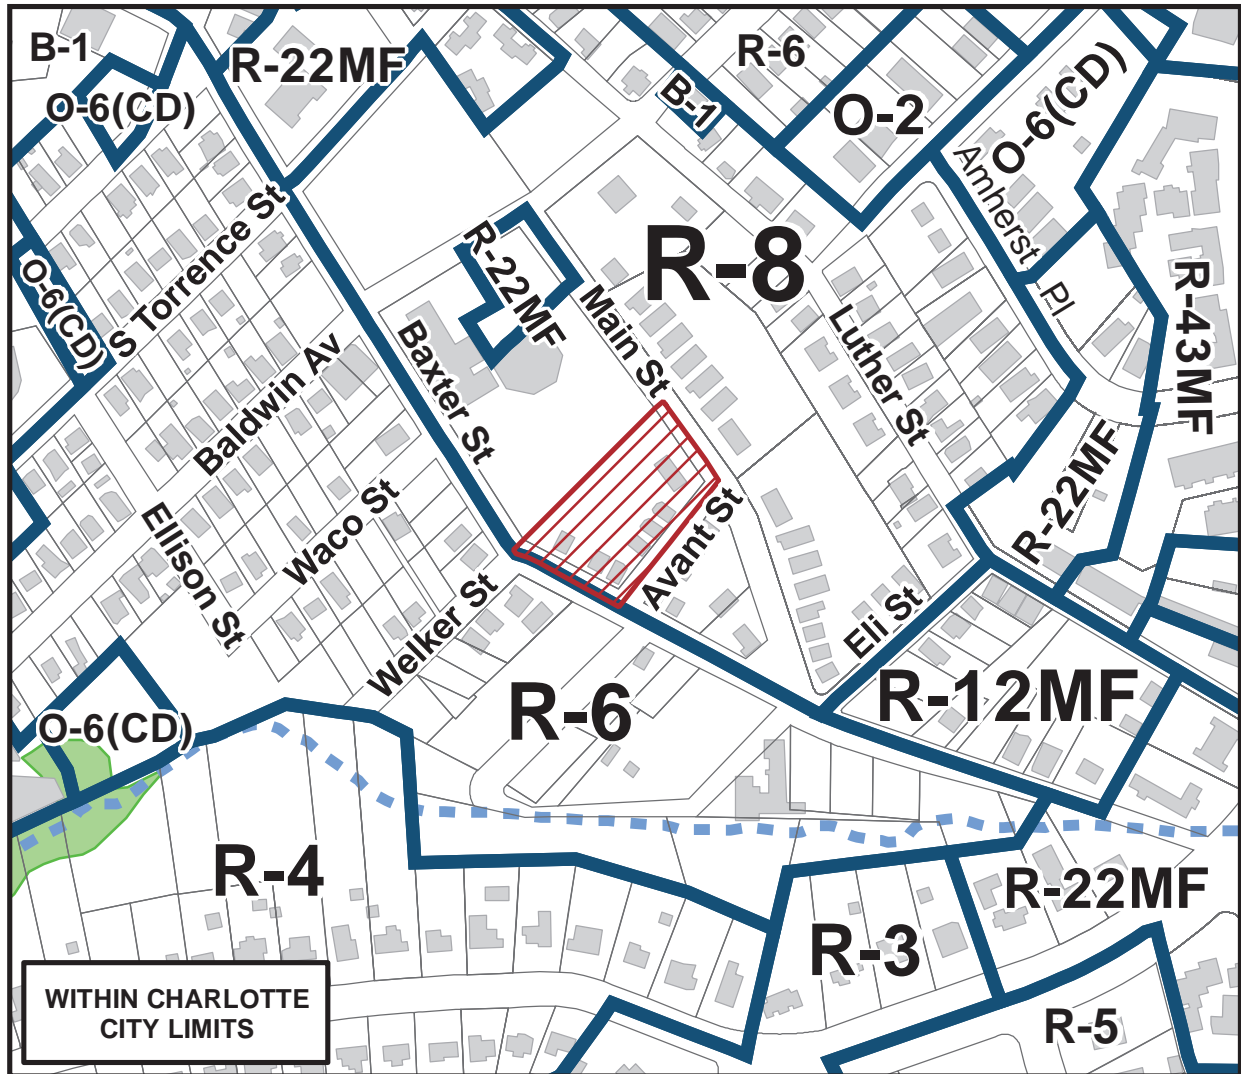 B-1
R-22MF
R-6
O-6(CD)
B-1
O-2
O-6(CD)
Amherst Pl
S Torrence St
R-22MF
R-8
O-6(CD)
Main St
R-43MF
Baxter St
Luther St
Baldwin Av
R-22MF
Waco St
Ellison St
Avant St
Welker St
Eli St
R-12MF
R-6
O-6(CD)
R-4
R-22MF
R-3
R-5
WITHIN CHARLOTTE
CITY LIMITS